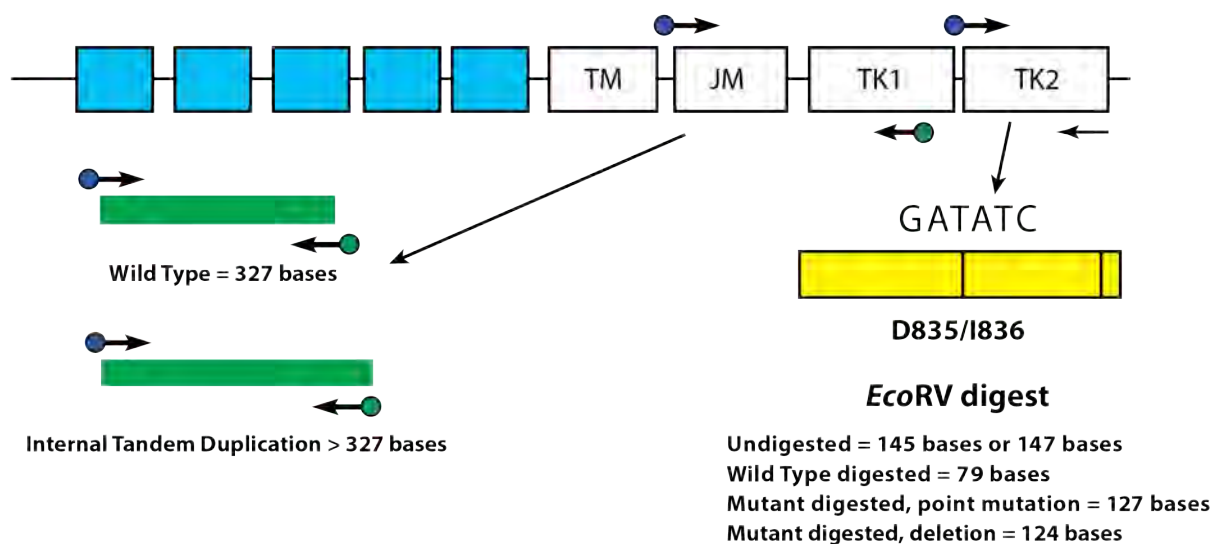 TM JM TK1 TK2
GATATC
Wild Type = 327 bases
D835/I836
EcoRV digest
Internal Tandem Duplication > 327 bases
Undigested = 145 bases or 147 bases
Wild Type digested = 79 bases
Mutant digested, point mutation = 127 bases
Mutant digested, deletion = 124 bases